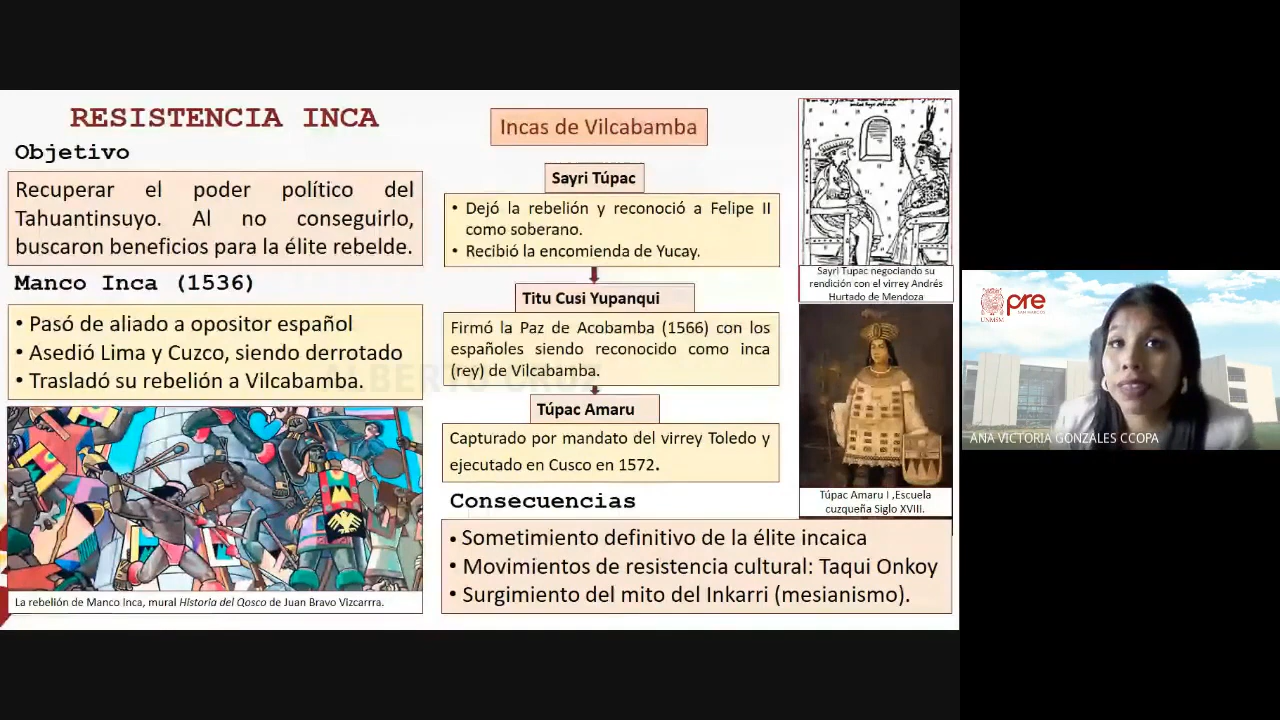 RESISTENCIA INCA
Objetivo
Recuperar el poder político del
Tahuantinsuyo. Al no conseguirlo,
buscaron beneficios para la élite rebelde.
Manco Inca (1536)
• Pasó de aliado a opositor español
• Asedió Lima y Cuzco, siendo derrotado
• Trasladó su rebelión a Vilcabamba.
La rebelión de Manco Inca, mural Historia del Qosco de Juan Bravo Vizcarrra.
Incas de Vilcabamba
Sayri Túpac
• Dejó la rebelión y reconoció a Felipe II
como soberano.
• Recibió la encomienda de Yucay.
Titu Cusi Yupanqui
Firmó la Paz de Acobamba (1566) con los
españoles siendo reconocido como inca
(rey) de Vilcabamba.
ALBERTO CRUZ
Túpac Amaru
Capturado por mandato del virrey Toledo y
ejecutado en Cusco en 1572.
Consecuencias
• Sometimiento definitivo de la élite incaica
• Movimientos de resistencia cultural: Taqui Onkoy
• Surgimiento del mito del Inkarri (mesianismo).
Sayri Tupac negociando su
rendición con el virrey Andrés
Hurtado de Mendoza
Túpac Amaru I ,Escuela
cuzqueña Siglo XVIII.
UNMSM
pre
SAN MARCOS
ANA VICTORIA GONZALES CCOPA